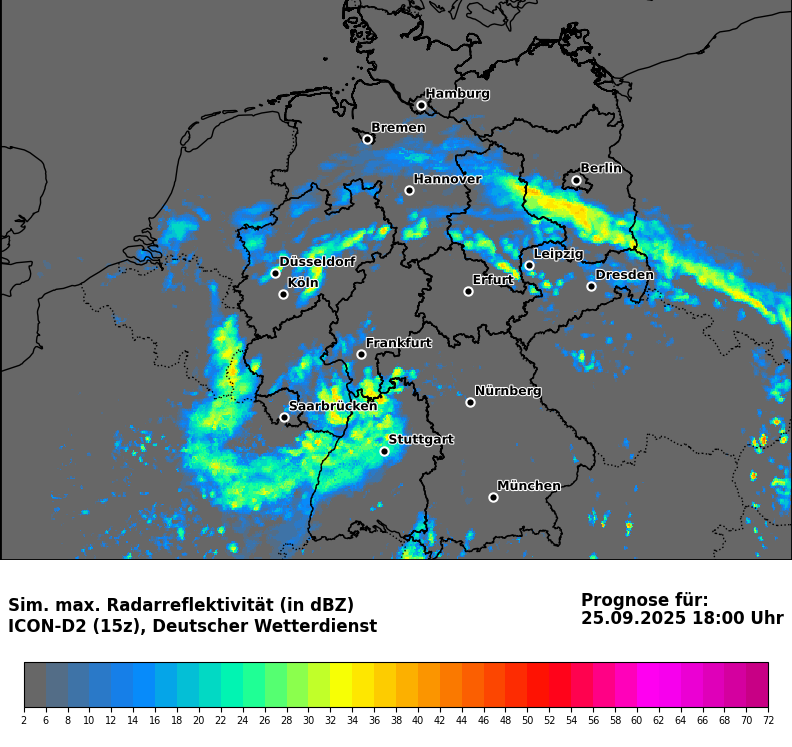 Hamburg
Bremen
Berlin
Hannover
Leipzig
Düsseldorf
Dresden
Köln
Erfurt
Frankfurt
Nürnberg
Saarbrücken
Stuttgart
München
Sim. max. Radarreflektivität (in dBZ)
ICON-D2 (15z), Deutscher Wetterdienst
Prognose für:
25.09.2025 18:00 Uhr
2 6 8 10 12 14 16 18 20 22 24 26 28 30 32 34 36 38 40 42 44 46 48 50 52 54 56 58 60 62 64 66 68 70 72